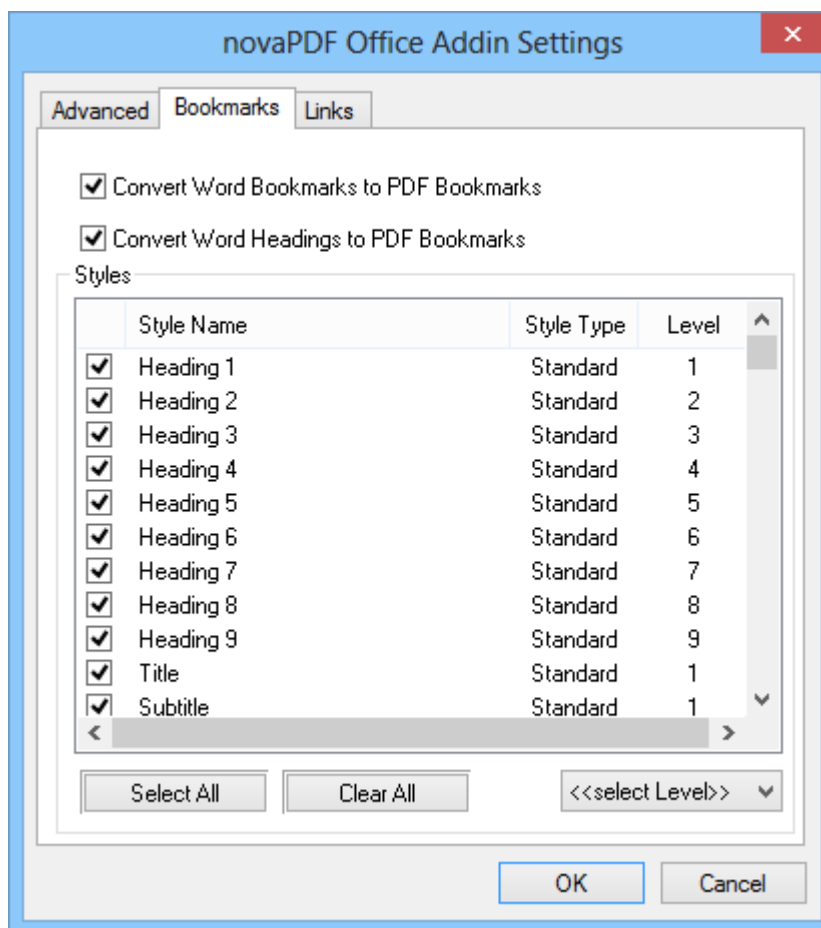 novaPDF Office Addin Settings
Advanced Bookmarks Links
Convert Word Bookmarks to PDF Bookmarks
Convert Word Headings to PDF Bookmarks
Styles
Style Name Style Type Level
Heading 1 Standard 1
Heading 2 Standard 2
Heading 3 Standard 3
Heading 4 Standard 4
Heading 5 Standard 5
Heading 6 Standard 6
Heading 7 Standard 7
Heading 8 Standard 8
Heading 9 Standard 9
Title Standard 1
Subtitle Standard 1
Select All Clear All <<select Level>>
OK Cancel